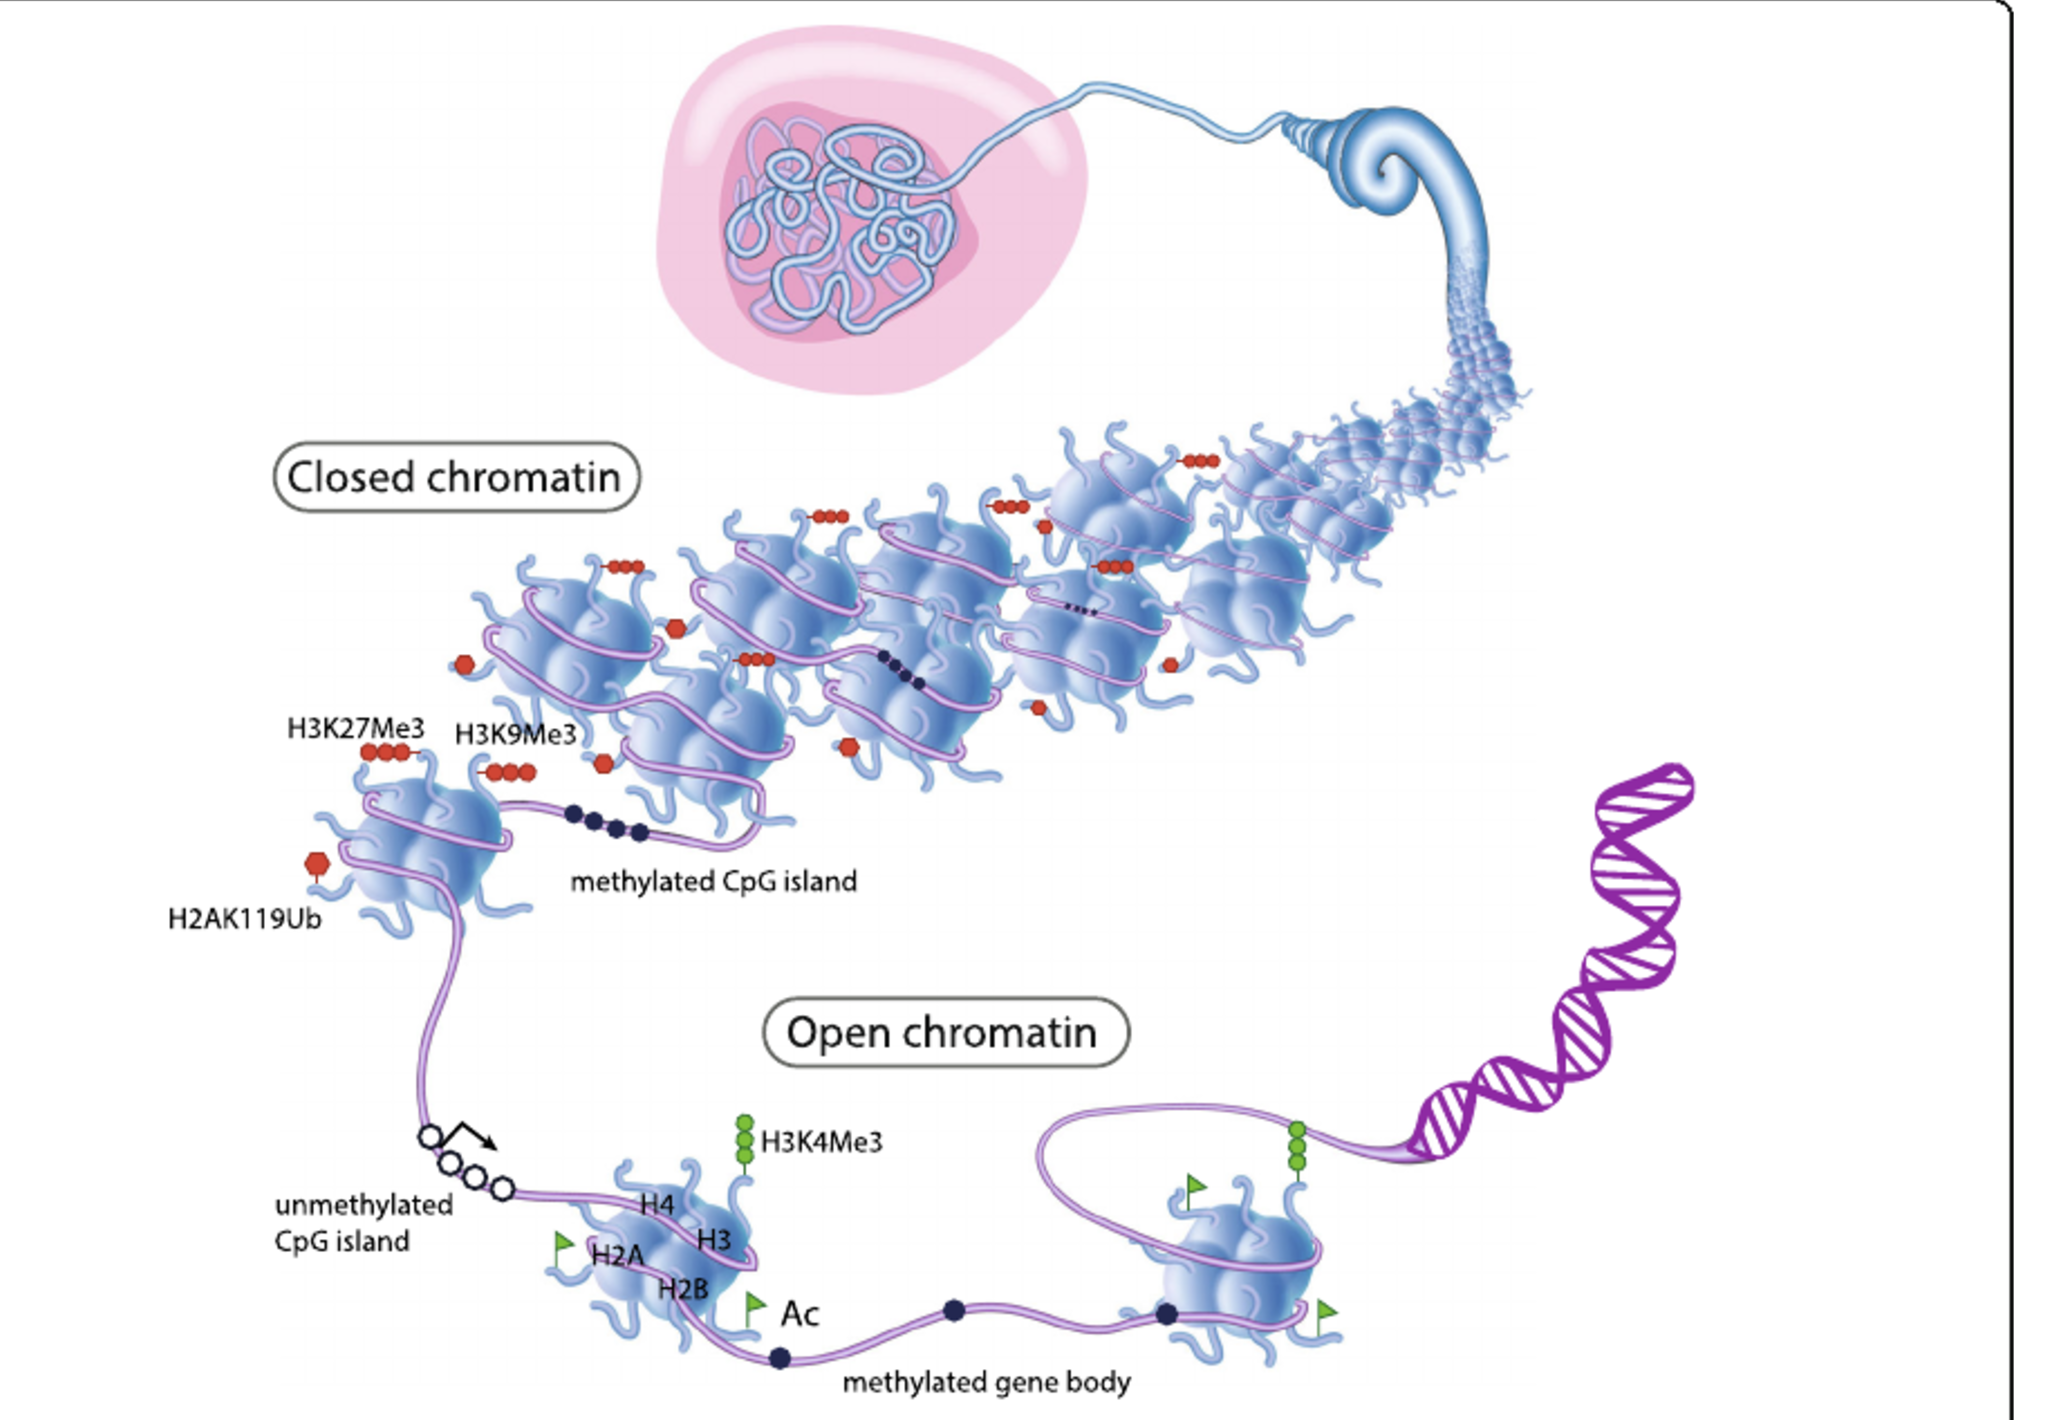 Closed chromatin
H3K27Me3
H3K9Me3
methylated CpG island
H2AK119Ub
Open chromatin
H3K4Me3
unmethylated
CpG island
H4
H3
H2A
H2B
Ac
methylated gene body